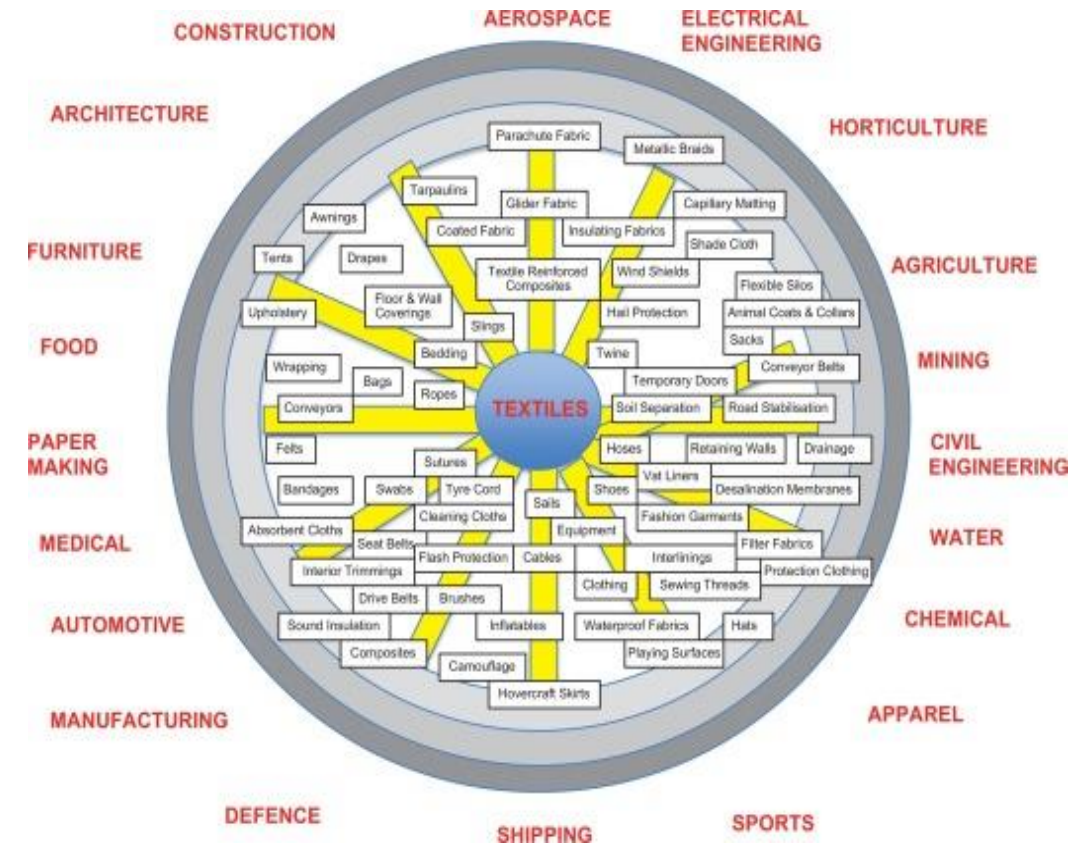 AEROSPACE
ELECTRICAL
ENGINEERING
CONSTRUCTION
ARCHITECTURE
HORTICULTURE
Parachute Fabric
Metallic Braids
Tarpaulins
Glider Fabric
Capillary Matting
Awnings
Coated Fabric
Insulating Fabrics
Shade Cloth
FURNITURE
Tents
Drapes
Textile Reinforced
Composites
Wind Shields
AGRICULTURE
Flexible Silos
Upholstery
Floor & Wall
Coverings
Slings
Hail Protection
Animal Coats & Collars
FOOD
Bedding
Twine
Sacks
MINING
Wrapping
Bags
Ropes
Temporary Doors
Conveyor Belts
Conveyors
TEXTILES
Soil Separation
Road Stabilisation
PAPER
MAKING
Felts
Sutures
Hoses
Retaining Walls
Drainage
CIVIL
ENGINEERING
Vat Liners
Bandages
Swabs
Tyre Cord
Sails
Shoes
Desalination Membranes
Absorbent Cloths
Cleaning Cloths
Equipment
Fashion Garments
MEDICAL
Seat Belts
Flash Protection
Cables
Interlinings
Filter Fabrics
WATER
Interior Trimmings
Clothing
Sewing Threads
Protection Clothing
Drive Belts
Brushes
AUTOMOTIVE
Sound Insulation
Inflatables
Waterproof Fabrics
Hats
CHEMICAL
Composites
Camouflage
Playing Surfaces
Hovercraft Skirts
MANUFACTURING
APPAREL
DEFENCE
SHIPPING
SPORTS